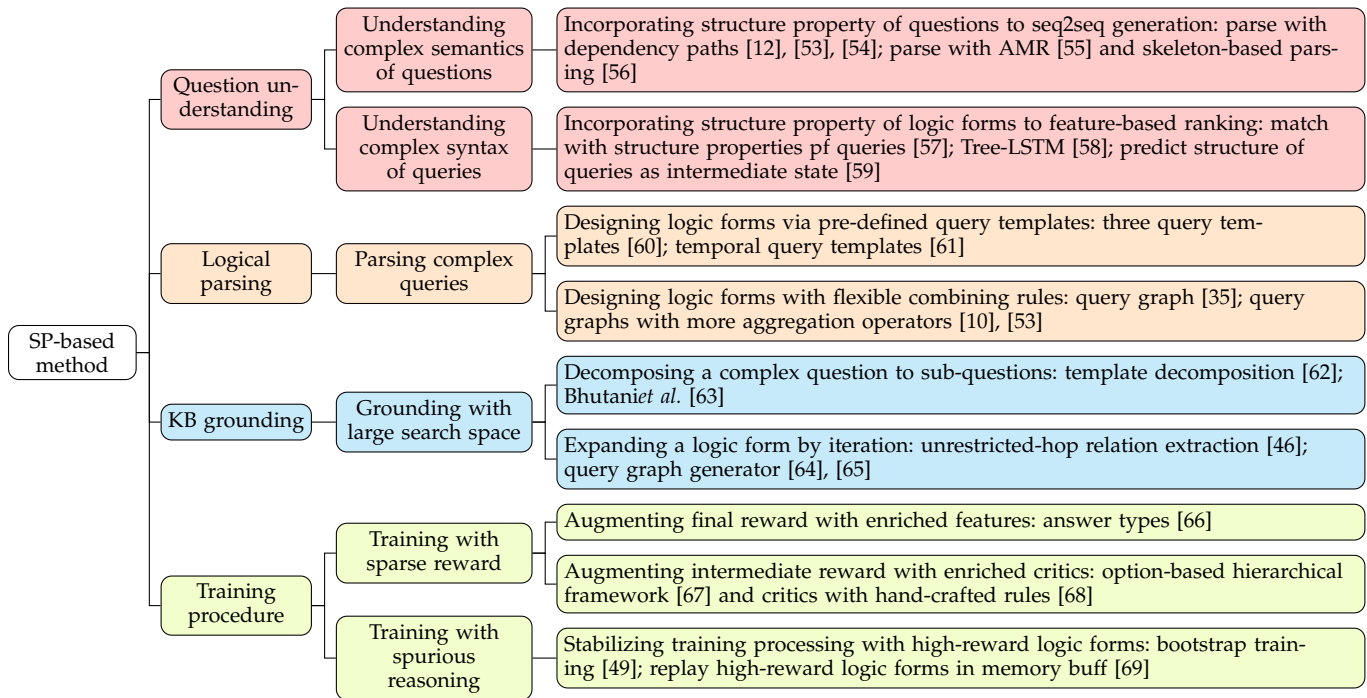 SP-based
method
Question un-
derstanding
Understanding
complex semantics
of questions
Incorporating structure property of questions to seq2seq generation: parse with
dependency paths [12], [53], [54]; parse with AMR [55] and skeleton-based pars-
ing [56]
Understanding
complex syntax
of queries
Incorporating structure property of logic forms to feature-based ranking: match
with structure properties pf queries [57]; Tree-LSTM [58]; predict structure of
queries as intermediate state [59]
Logical
parsing
Parsing complex
queries
Designing logic forms via pre-defined query templates: three query tem-
plates [60]; temporal query templates [61]
Designing logic forms with flexible combining rules: query graph [35]; query
graphs with more aggregation operators [10], [53]
KB grounding
Grounding with
large search space
Decomposing a complex question to sub-questions: template decomposition [62];
Bhutaniet al. [63]
Expanding a logic form by iteration: unrestricted-hop relation extraction [46];
query graph generator [64], [65]
Training
procedure
Training with
sparse reward
Augmenting final reward with enriched features: answer types [66]
Augmenting intermediate reward with enriched critics: option-based hierarchical
framework [67] and critics with hand-crafted rules [68]
Training with
spurious
reasoning
Stabilizing training processing with high-reward logic forms: bootstrap train-
ing [49]; replay high-reward logic forms in memory buff [69]